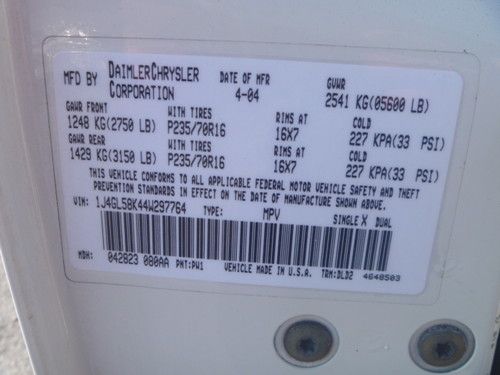 MFD BY DAIMLERCHRYSLER CORPORATION DATE OF MFR 4-04 GVWR 2541 KG(05600 LB)
GAWR FRONT WITH TIRES RIMS AT COLD
1248 KG(2750 LB) P235/70R16 16X7 227 KPA(33 PSI)
GAWR REAR WITH TIRES RIMS AT COLD
1429 KG(3150 LB) P235/70R16 16X7 227 KPA(33 PSI)
THIS VEHICLE CONFORMS TO ALL APPLICABLE FEDERAL MOTOR VEHICLE SAFETY AND THEFT
PREVENTION STANDARDS IN EFFECT ON THE DATE OF MANUFACTURE SHOWN ABOVE.
VIN: 1J4GL58K44W297764 TYPE: MPV SINGLE X DUAL
MDH: 042823 080AA PNT:PW1 VEHICLE MADE IN U.S.A. TRM:DLD2 4648503